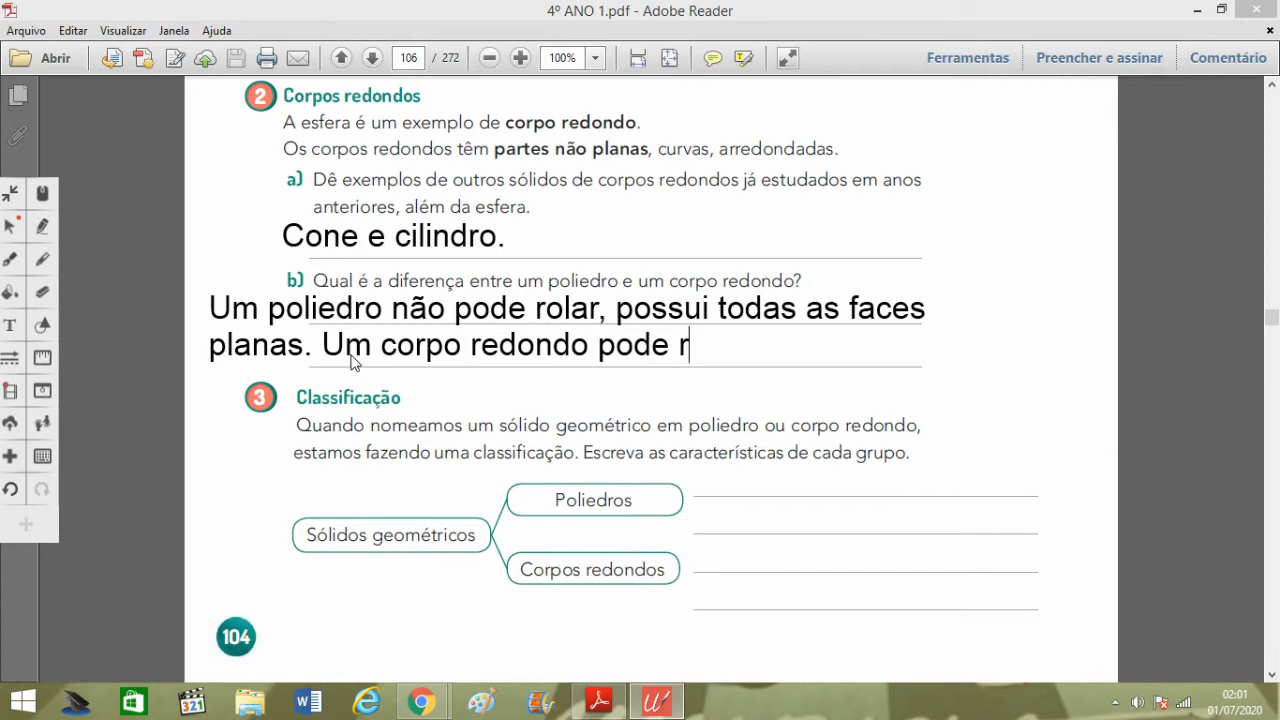 4º ANO 1.pdf - Adobe Reader
Arquivo Editar Visualizar Janela Ajuda
Abrir 106 / 272 100% Ferramentas Preencher e assinar Comentário
2 Corpos redondos
A esfera é um exemplo de corpo redondo.
Os corpos redondos têm partes não planas, curvas, arredondadas.
a) Dê exemplos de outros sólidos de corpos redondos já estudados em anos
anteriores, além da esfera.
Cone e cilindro.
b) Qual é a diferença entre um poliedro e um corpo redondo?
Um poliedro não pode rolar, possui todas as faces
planas. Um corpo redondo pode r
3 Classificação
Quando nomeamos um sólido geométrico em poliedro ou corpo redondo,
estamos fazendo uma classificação. Escreva as características de cada grupo.
Poliedros
Sólidos geométricos
Corpos redondos
104
321
02:01
01/07/2020